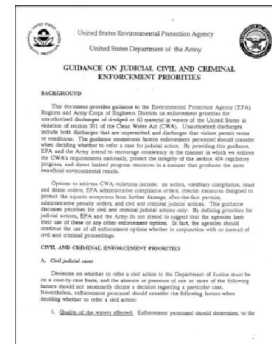 United States Environmental Protection Agency
United States Department of the Army
GUIDANCE ON JUDICIAL CIVIL AND CRIMINAL
ENFORCEMENT PRIORITIES
BACKGROUND
This document provides guidance to the Environmental Protection Agency (EPA)
Regions and Army Corps of Engineers Districts on enforcement priorities for
unauthorized discharges of dredged or fill material in waters of the United States in
violation of section 301 of the Clean Water Act (CWA). Unauthorized discharges
include both discharges that are unpermitted and discharges that violate permit terms
or conditions. The guidance enumerates factors enforcement personnel should consider
when deciding whether to refer a case for judicial action. By providing this guidance,
EPA and the Army intend to encourage consistency in the manner in which we enforce
the CWA's requirements nationally, protect the integrity of the section 404 regulatory
program, and direct limited program resources in a manner that produces the most
beneficial environmental results.
Options to address CWA violations include: no action, voluntary compliance, cease
and desist orders, EPA administrative compliance orders, interim measures designed to
protect the aquatic ecosystem from further damage, after-the-fact permits,
administrative penalty orders, and civil and criminal judicial actions. This guidance
discusses priorities for civil and criminal judicial actions only. By defining priorities for
judicial actions, EPA and the Army do not intend to suggest that the agencies limit
their use of these or any other enforcement options. In fact, the agencies should
continue the use of all enforcement options whether in conjunction with or instead of
civil and criminal proceedings.
CIVIL AND CRIMINAL ENFORCEMENT PRIORITIES
A. Civil judicial cases
Decisions on whether to refer a civil action to the Department of Justice must be
on a case-by-case basis, and the absence or presence of one or more of the following
factors should not necessarily dictate a decision regarding a particular case.
Nevertheless, enforcement personnel should consider the following factors when
deciding whether to refer a civil action:
1. Quality of the waters affected. Enforcement personnel should determine, to the